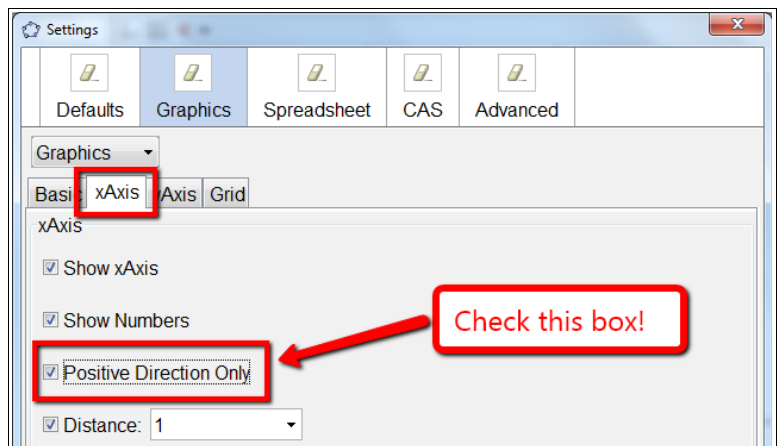 Settings
Defaults Graphics Spreadsheet CAS Advanced
Graphics
Basic xAxis yAxis Grid
xAxis
Show xAxis
Show Numbers
Check this box!
Positive Direction Only
Distance: 1